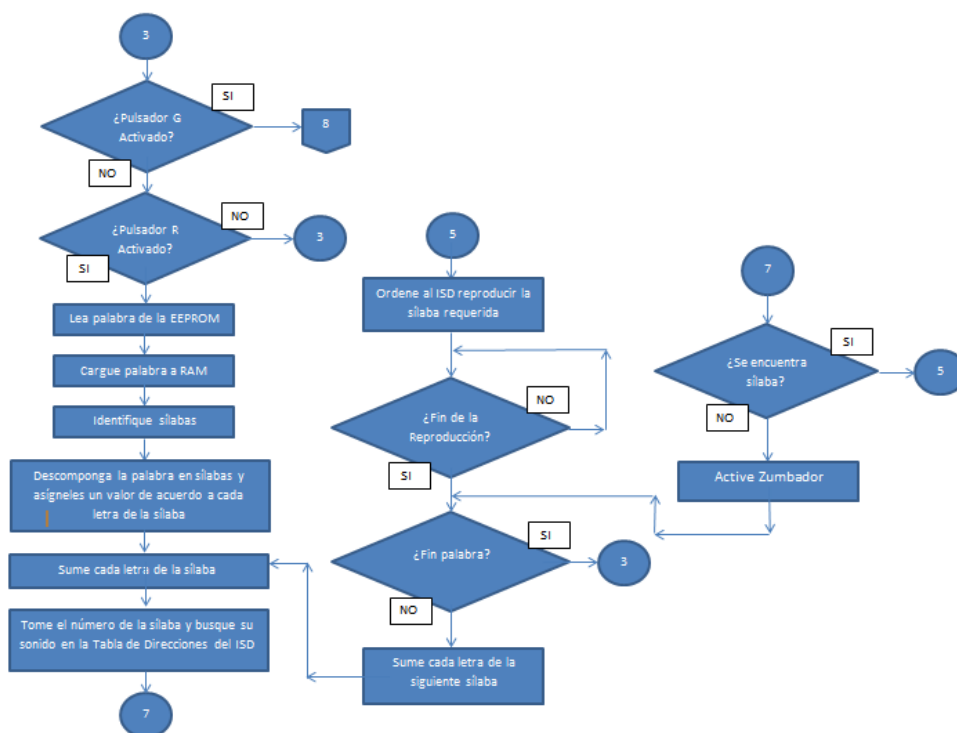 3
¿Pulsador G
Activado?
SI
8
NO
¿Pulsador R
Activado?
NO
3
SI
Lea palabra de la EEPROM
Cargue palabra a RAM
Identifique sílabas
Descomponga la palabra en sílabas y
asígneles un valor de acuerdo a cada
letra de la sílaba
Sume cada letra de la sílaba
Tome el número de la sílaba y busque su
sonido en la Tabla de Direcciones del ISD
7
5
Ordene al ISD reproducir la
sílaba requerida
¿Fin de la
Reproducción?
NO
SI
¿Fin palabra?
SI
3
NO
Sume cada letra de la
siguiente sílaba
7
¿Se encuentra
sílaba?
SI
5
NO
Active Zumbador